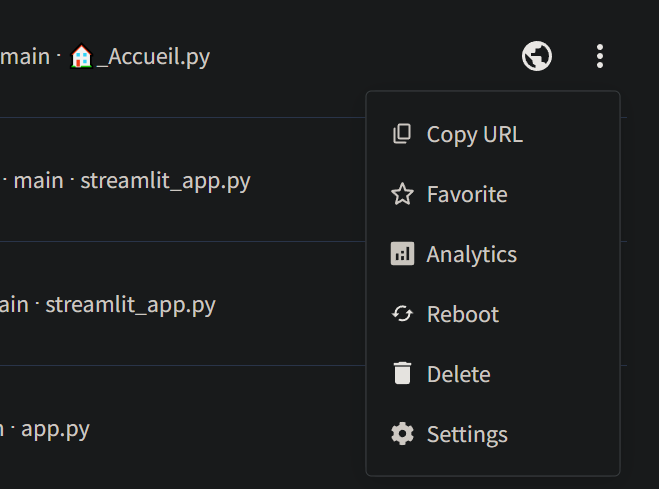 main · 🏠_Accueil.py
Copy URL
· main · streamlit_app.py
Favorite
Analytics
ain · streamlit_app.py
Reboot
Delete
· app.py
Settings